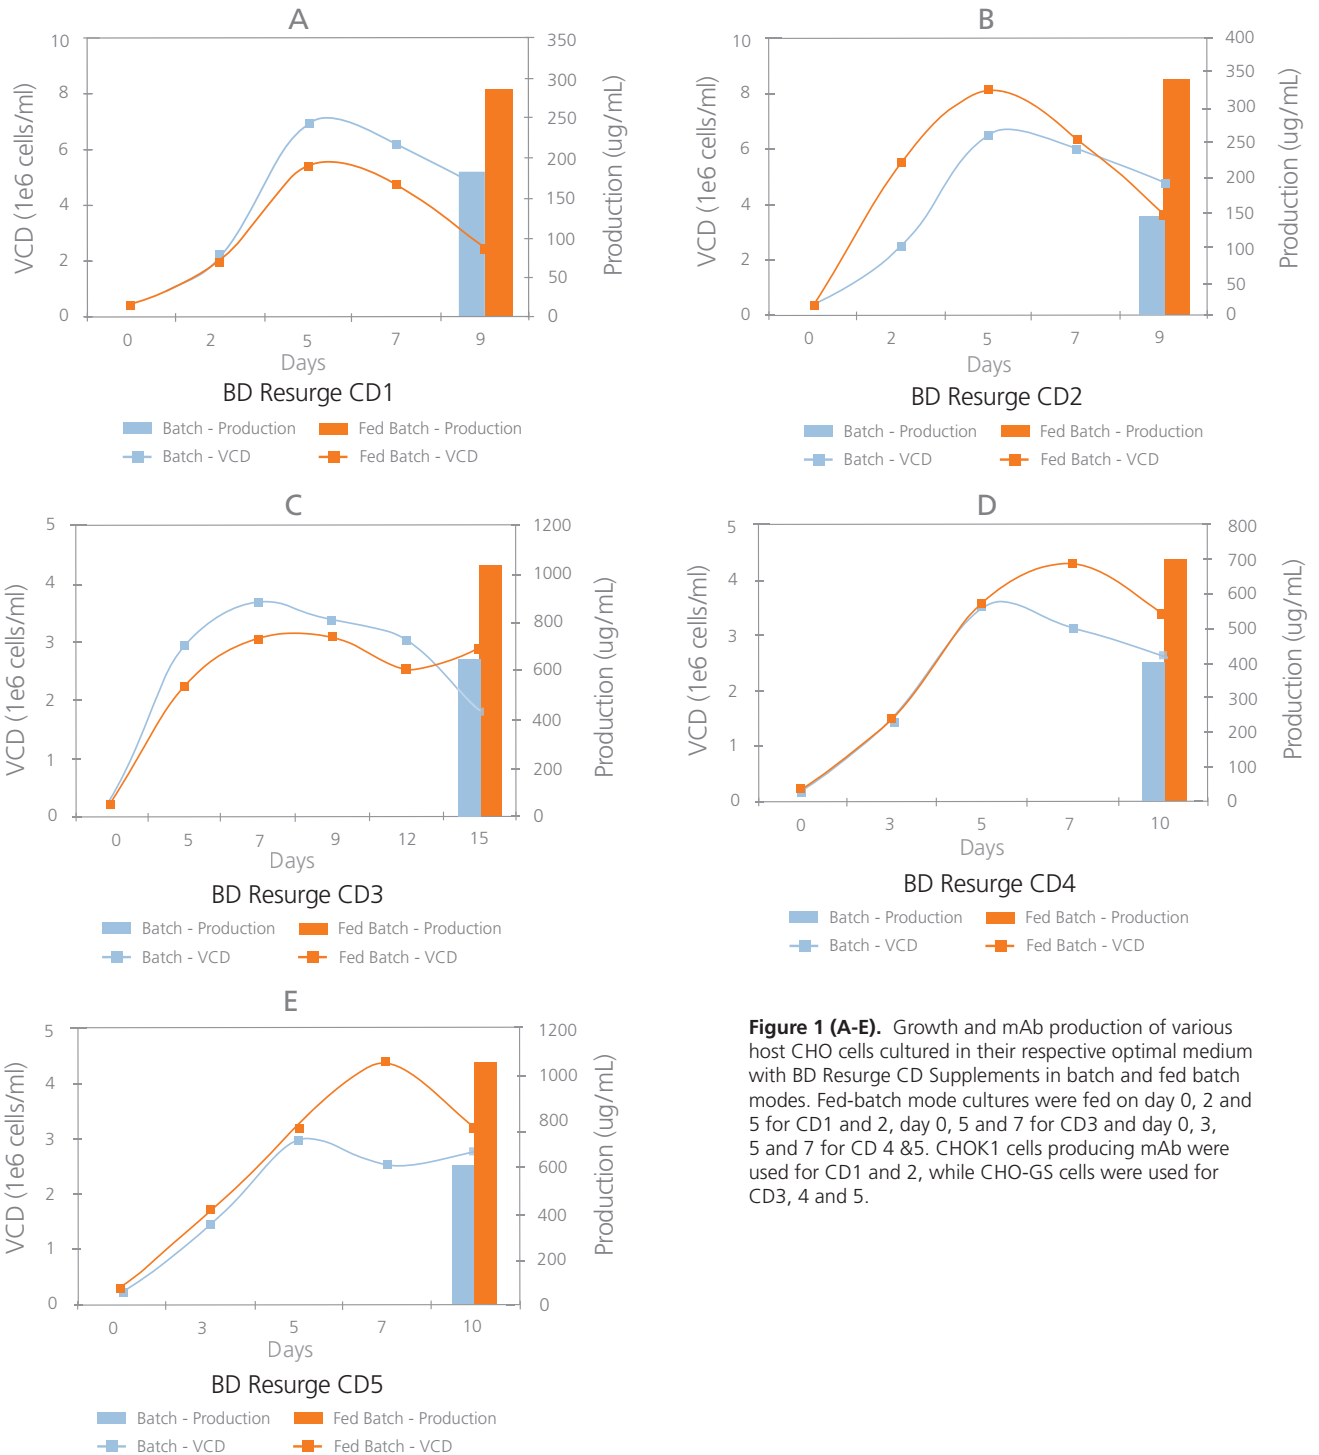 A
10
8
6
4
2
0
VCD (1e6 cells/ml)
350
300
250
200
150
100
50
0
Production (ug/mL)
0 2 5 7 9
Days
BD Resurge CD1
Batch - Production Fed Batch - Production
Batch - VCD Fed Batch - VCD
B
10
8
6
4
2
0
VCD (1e6 cells/ml)
400
350
300
250
200
150
100
50
0
Production (ug/mL)
0 2 5 7 9
Days
BD Resurge CD2
Batch - Production Fed Batch - Production
Batch - VCD Fed Batch - VCD
C
5
4
3
2
1
0
VCD (1e6 cells/ml)
1200
1000
800
600
400
200
0
Production (ug/mL)
0 5 7 9 12 15
Days
BD Resurge CD3
Batch - Production Fed Batch - Production
Batch - VCD Fed Batch - VCD
D
5
4
3
2
1
0
VCD (1e6 cells/ml)
800
700
600
500
400
300
200
100
0
Production (ug/mL)
0 3 5 7 10
Days
BD Resurge CD4
Batch - Production Fed Batch - Production
Batch - VCD Fed Batch - VCD
E
5
4
3
2
1
0
VCD (1e6 cells/ml)
1200
1000
800
600
400
200
0
Production (ug/mL)
0 3 5 7 10
Days
BD Resurge CD5
Batch - Production Fed Batch - Production
Batch - VCD Fed Batch - VCD
Figure 1 (A-E). Growth and mAb production of various
host CHO cells cultured in their respective optimal medium
with BD Resurge CD Supplements in batch and fed batch
modes. Fed-batch mode cultures were fed on day 0, 2 and
5 for CD1 and 2, day 0, 5 and 7 for CD3 and day 0, 3,
5 and 7 for CD 4 &5. CHOK1 cells producing mAb were
used for CD1 and 2, while CHO-GS cells were used for
CD3, 4 and 5.